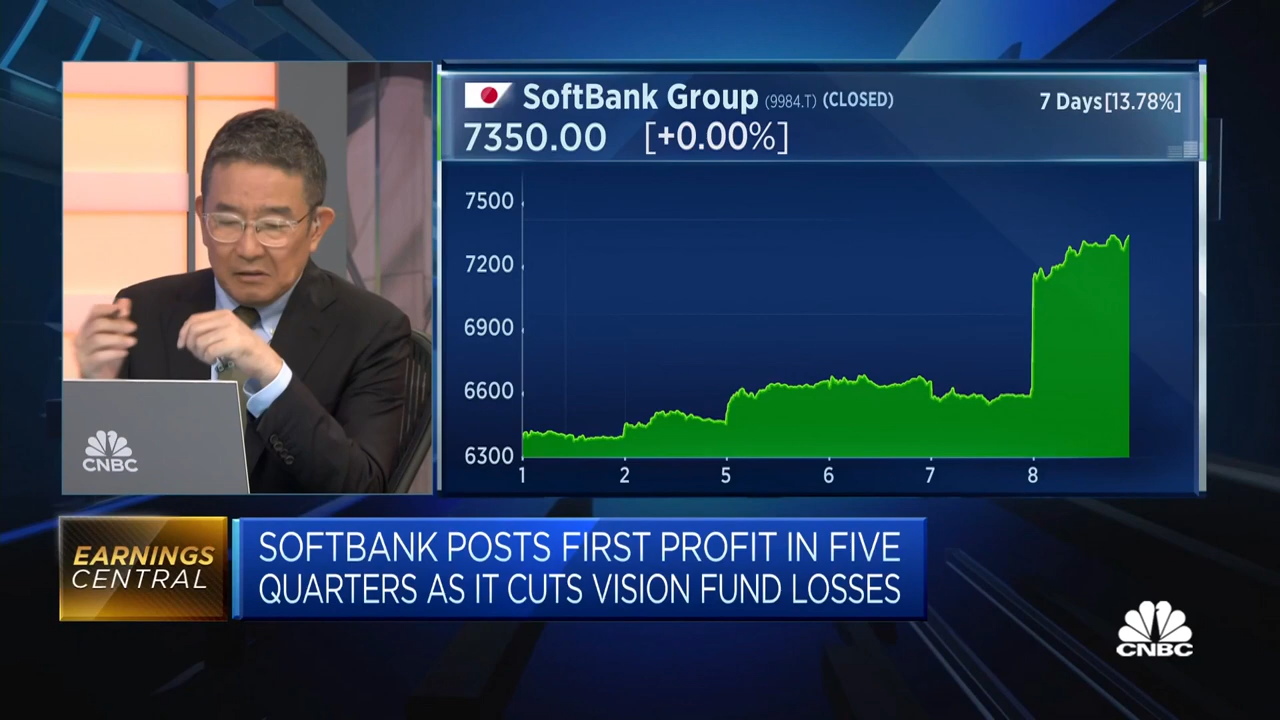 SoftBank Group (9984.T) (CLOSED)
7 Days[13.78%]
7350.00 [+0.00%]
7500
7200
6900
6600
6300
1 2 5 6 7 8
CNBC
EARNINGS
CENTRAL
SOFTBANK POSTS FIRST PROFIT IN FIVE
QUARTERS AS IT CUTS VISION FUND LOSSES
CNBC